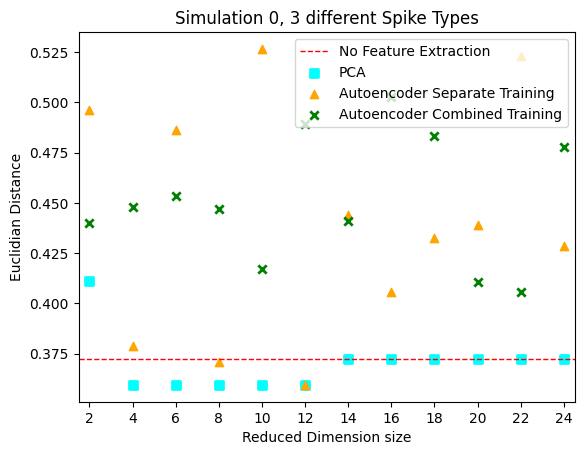 Simulation 0, 3 different Spike Types
No Feature Extraction
PCA
Autoencoder Separate Training
Autoencoder Combined Training
Euclidian Distance
0.525
0.500
0.475
0.450
0.425
0.400
0.375
2 4 6 8 10 12 14 16 18 20 22 24
Reduced Dimension size